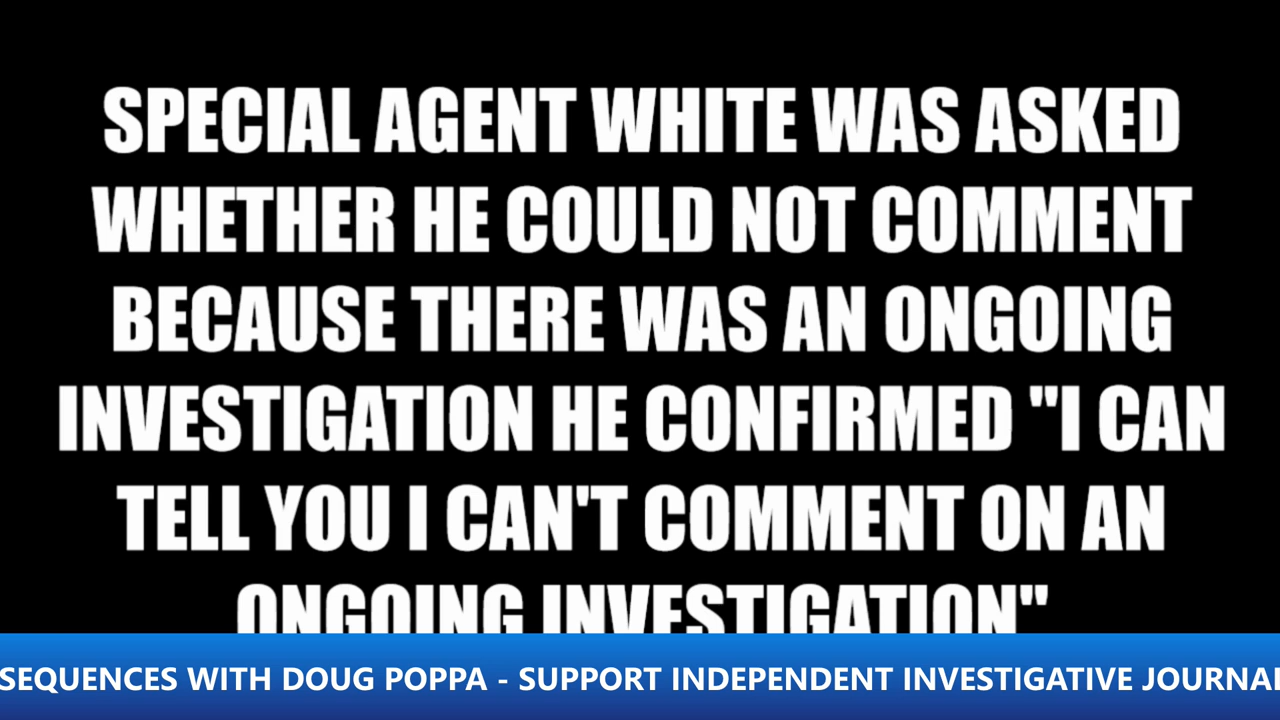 SPECIAL AGENT WHITE WAS ASKED
WHETHER HE COULD NOT COMMENT
BECAUSE THERE WAS AN ONGOING
INVESTIGATION HE CONFIRMED "I CAN
TELL YOU I CAN'T COMMENT ON AN
ONGOING INVESTIGATION"
SEQUENCES WITH DOUG POPPA - SUPPORT INDEPENDENT INVESTIGATIVE JOURNAL